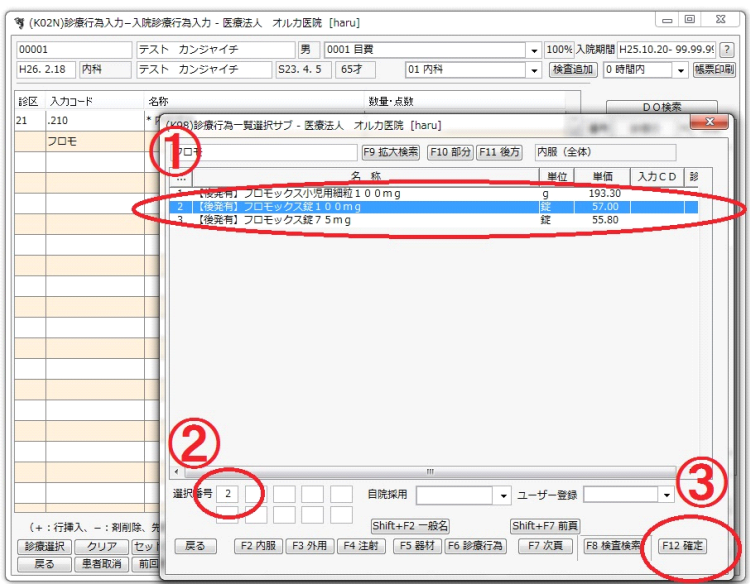 (K02N)診療行為入力－入院診療行為入力 - 医療法人　オルカ医院 [haru]
00001 テスト　カンジャイチ 男 0001 目費 100% 入院期間 H25.10.20- 99.99.99 ?
H26. 2.18 内科 テスト　カンジャイチ S23. 4. 5 65才 01 内科 検査追加 0 時間内 帳票印刷
診区 入力コード 名称 数量・点数 ＤＯ検索
21 .210 *
フロモ
(K08)診療行為一覧選択サブ - 医療法人　オルカ医院 [haru]
①
フロモ F9 拡大検索 F10 部分 F11 後方 内服（全体）
... 名　称 単位 単価 入力ＣＤ 診
1 【後発有】フロモックス小児用細粒１００ｍｇ g 193.30
2 【後発有】フロモックス錠１００ｍｇ 錠 57.00
3 【後発有】フロモックス錠７５ｍｇ 錠 55.80
②
③
選択番号 2 自院採用 ユーザー登録
Shift+F2 一般名 Shift+F7 前頁
戻る F2 内服 F3 外用 F4 注射 F5 器材 F6 診療行為 F7 次頁 F8 検査検索 F12 確定
(＋：行挿入、－：剤削除、先
診療選択 クリア セット
戻る 患者取消 前回